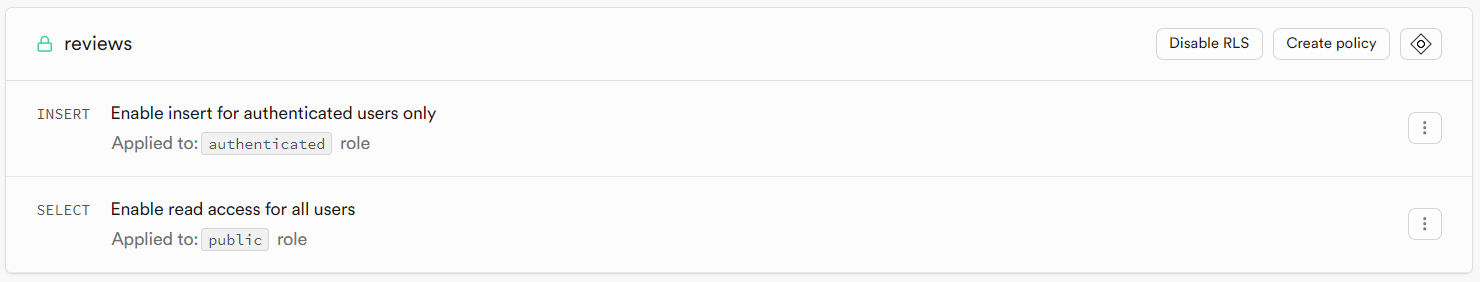 reviews
Disable RLS
Create policy
INSERT
Enable insert for authenticated users only
Applied to: authenticated role
SELECT
Enable read access for all users
Applied to: public role